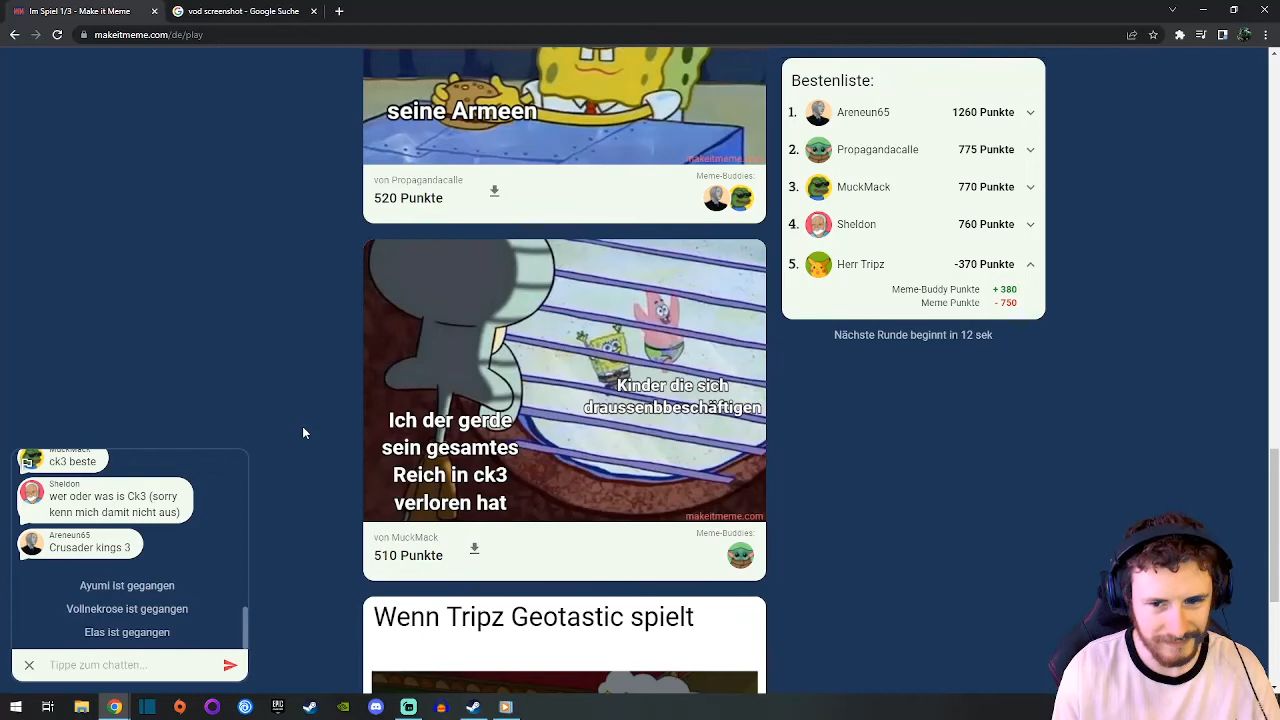 Im Spiel 1/3 - Make it Meme
vod screenshot - Google Suche
makeitmeme.com/de/play
seine Armeen
makeitmeme.com
von Propagandacalle
520 Punkte
Meme-Buddies:
Kinder die sich
draussenbbeschäftigen
Ich der gerde
sein gesamtes
Reich in ck3
verloren hat
makeitmeme.com
von MuckMack
510 Punkte
Meme-Buddies:
Wenn Tripz Geotastic spielt
Bestenliste:
1. Areneun65 1260 Punkte
2. Propagandacalle 775 Punkte
3. MuckMack 770 Punkte
4. Sheldon 760 Punkte
5. Herr Tripz -370 Punkte
Meme-Buddy Punkte + 380
Meme Punkte - 750
Nächste Runde beginnt in 12 sek
MuckMack
ck3 beste
Sheldon
wer oder was is Ck3 (sorry
kenn mich damit nicht aus)
Areneun65
Crusader kings 3
Ayumi ist gegangen
Vollnekrose ist gegangen
Elas ist gegangen
Tippe zum chatten...